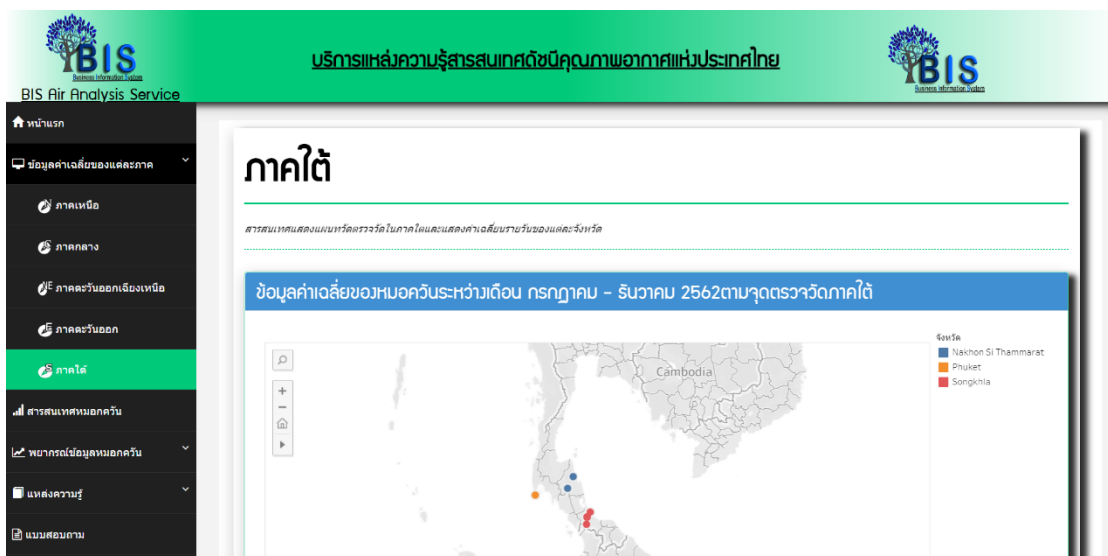 BIS
Business Information System
BIS Air Analysis Service
บริการแหล่งความรู้สารสนเทศดัชนีคุณภาพอากาศแห่งประเทศไทย
BIS
Business Information System
หน้าแรก
ข้อมูลค่าเฉลี่ยของแต่ละภาค
ภาคเหนือ
ภาคกลาง
ภาคตะวันออกเฉียงเหนือ
ภาคตะวันออก
ภาคใต้
สารสนเทศหมอกควัน
พยากรณ์ข้อมูลหมอกควัน
แหล่งความรู้
แบบสอบถาม
ภาคใต้
สารสนเทศแสดงแผนทวัดตรวจวัดในภาคใตและแสดงค่าเฉลี่ยนรายวันของแต่ละจังหวัด
ข้อมูลค่าเฉลี่ยของหมอควันระหว่างเดือน กรกฎาคม - ธันวาคม 2562ตามจุดตรวจวัดภาคใต้
Cambodia
จังหวัด
Nakhon Si Thammarat
Phuket
Songkhla